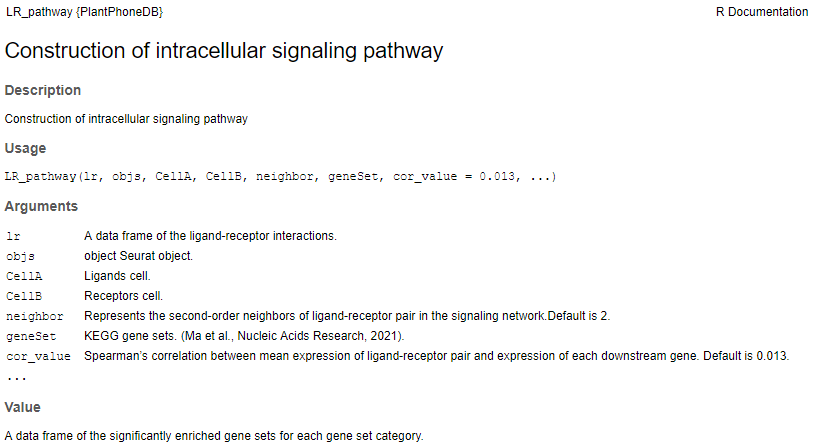 LR_pathway {PlantPhoneDB} R Documentation
Construction of intracellular signaling pathway
Description
Construction of intracellular signaling pathway
Usage
LR_pathway(lr, objs, CellA, CellB, neighbor, geneSet, cor_value = 0.013, ...)
Arguments
lr A data frame of the ligand-receptor interactions.
objs object Seurat object.
CellA Ligands cell.
CellB Receptors cell.
neighbor Represents the second-order neighbors of ligand-receptor pair in the signaling network.Default is 2.
geneSet KEGG gene sets. (Ma et al., Nucleic Acids Research, 2021).
cor_value Spearman's correlation between mean expression of ligand-receptor pair and expression of each downstream gene. Default is 0.013.
...
Value
A data frame of the significantly enriched gene sets for each gene set category.